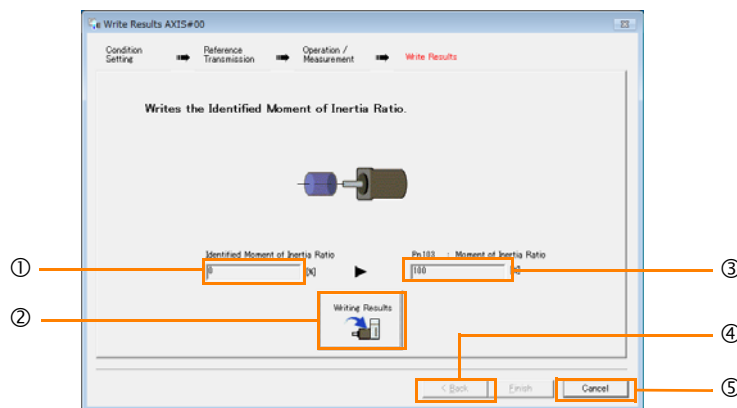 Write Results AXIS#00
Condition Setting
Reference Transmission
Operation / Measurement
Write Results
Writes the Identified Moment of Inertia Ratio.
Identified Moment of Inertia Ratio
Pn103 : Moment of Inertia Ratio
① 0 [%]
100 [%] ③
② Writing Results
④
< Back
Finish
Cancel
⑤